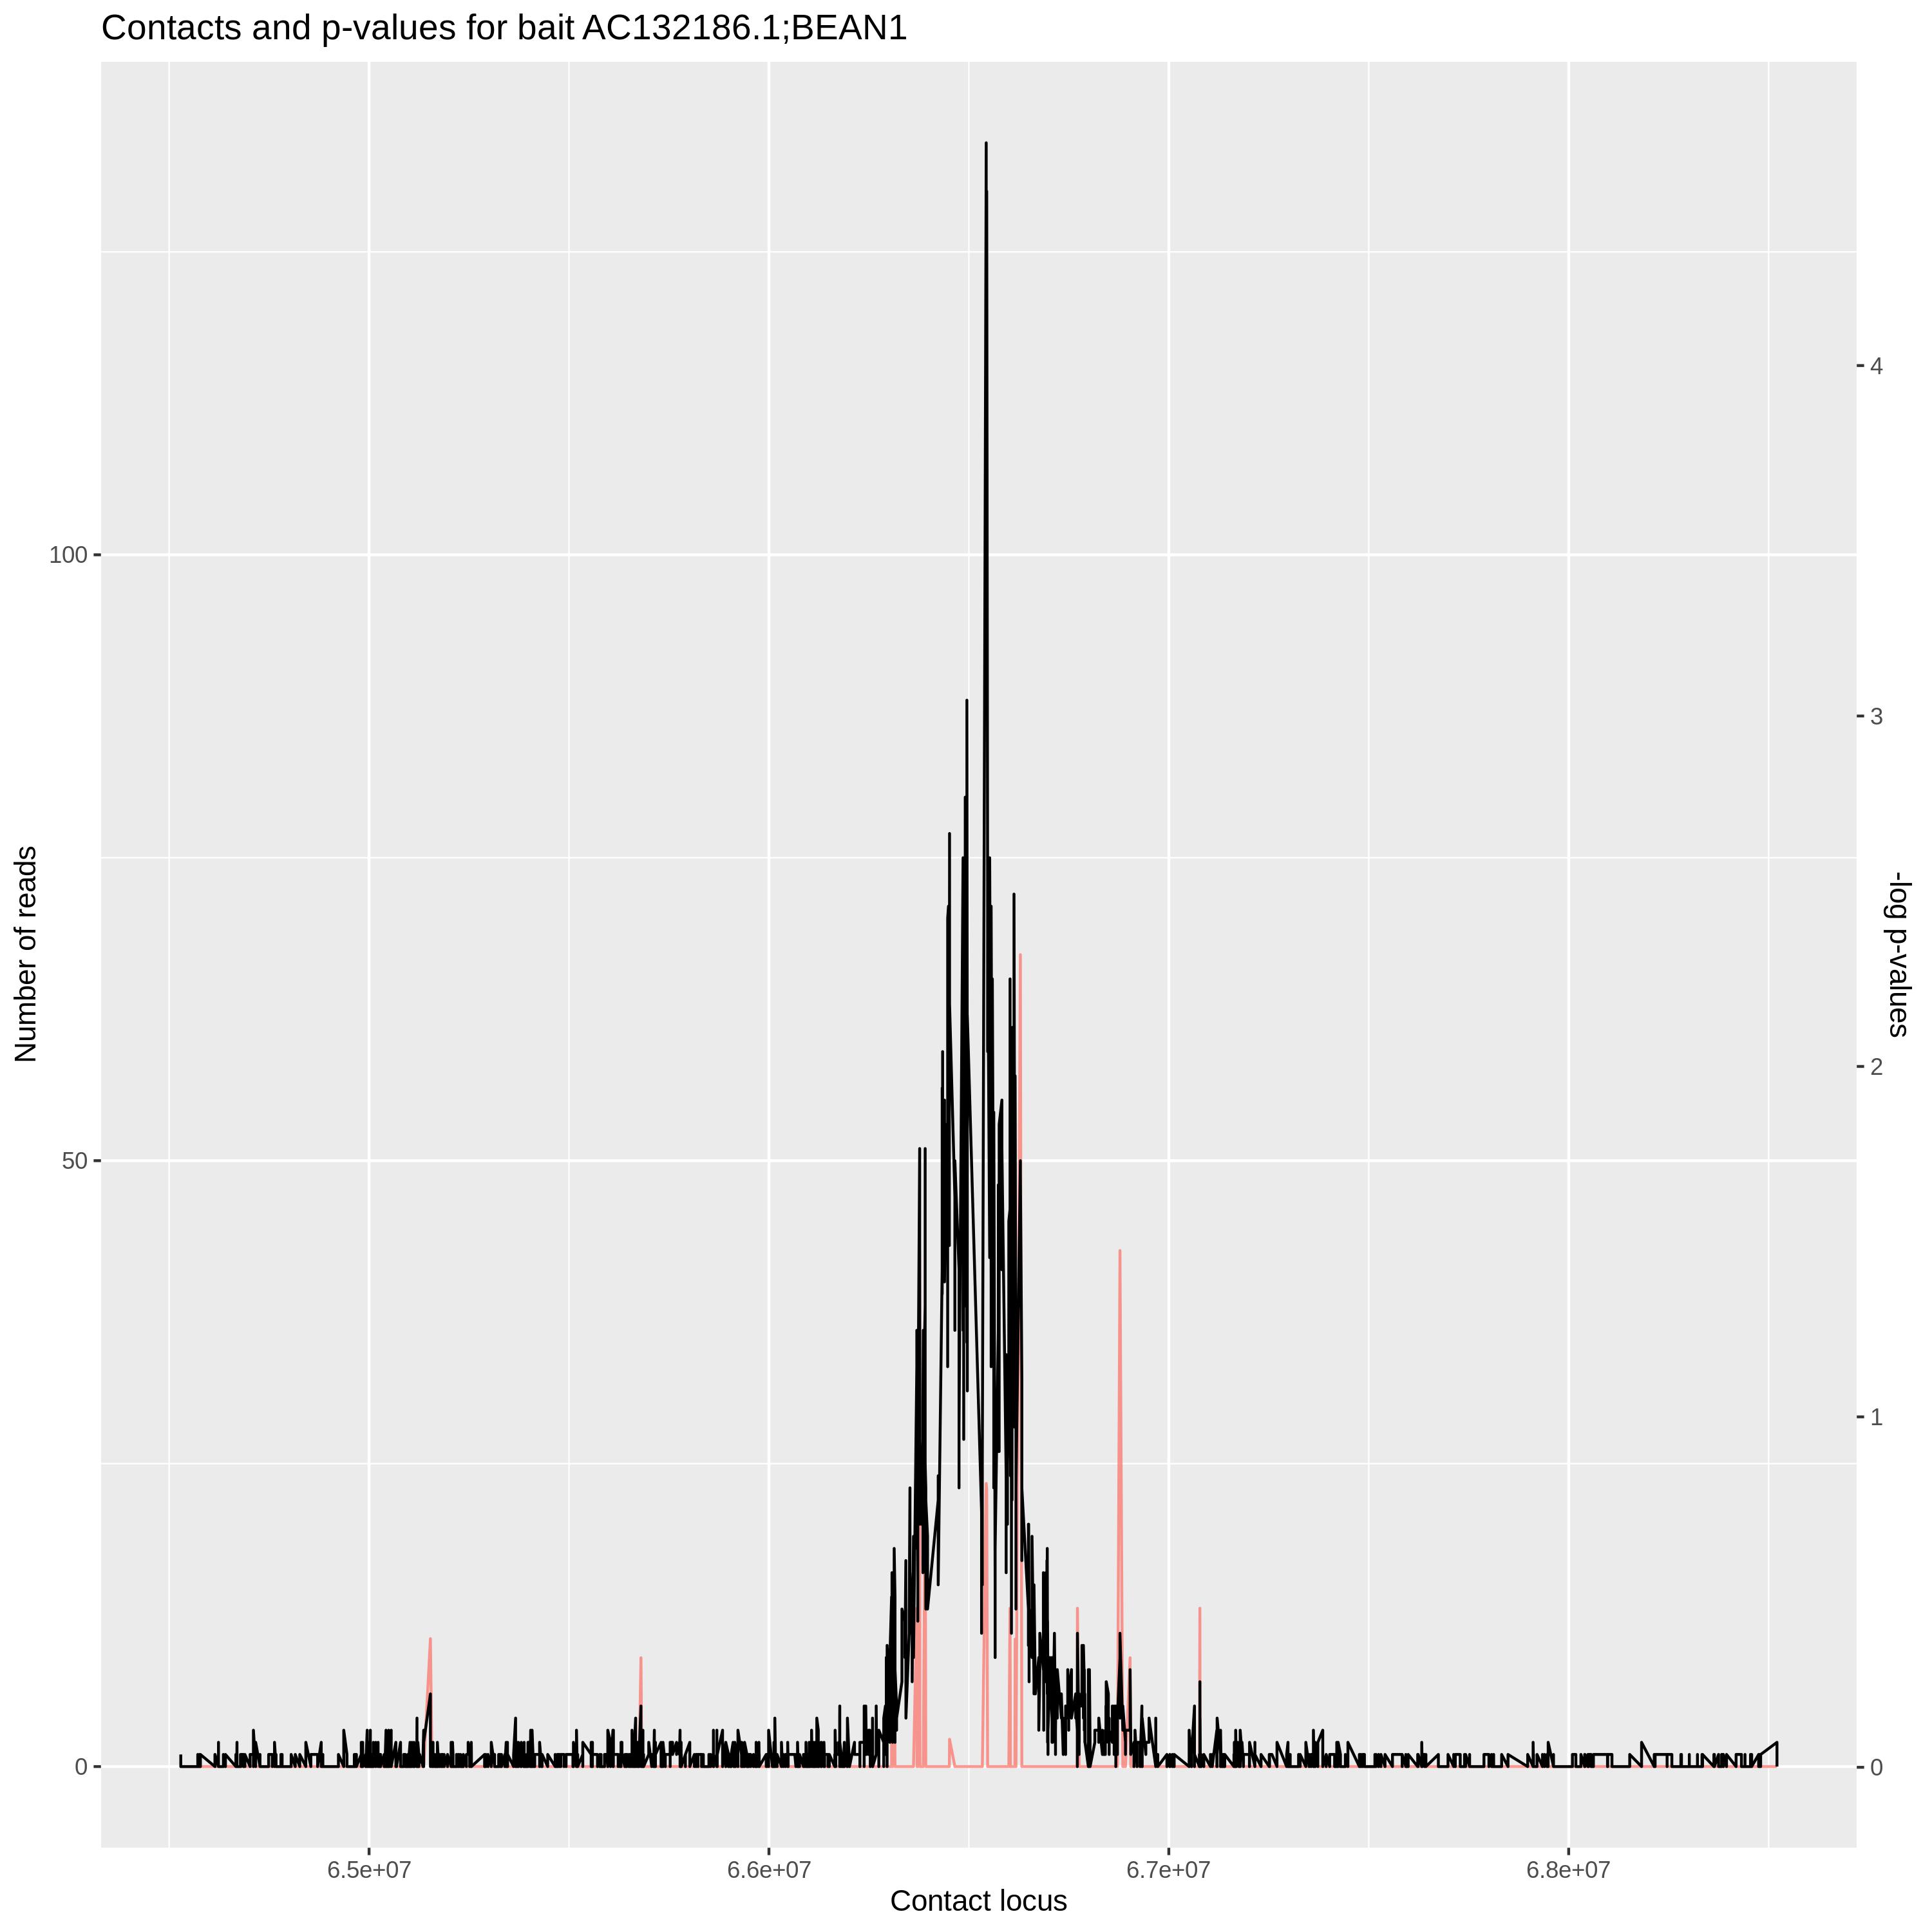 Contacts and p-values for bait AC132186.1;BEAN1
Number of reads
100
50
0
4
3
2
1
0
-log p-values
6.5e+07
6.6e+07
6.7e+07
6.8e+07
Contact locus